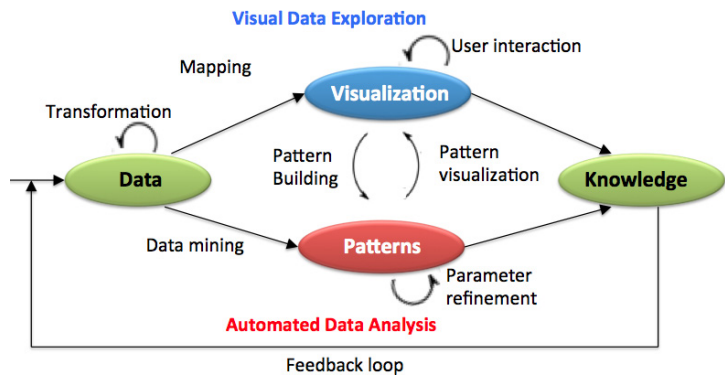 Visual Data Exploration
User interaction
Mapping
Visualization
Transformation
Pattern
Building
Pattern
visualization
Data
Knowledge
Data mining
Patterns
Parameter
refinement
Automated Data Analysis
Feedback loop